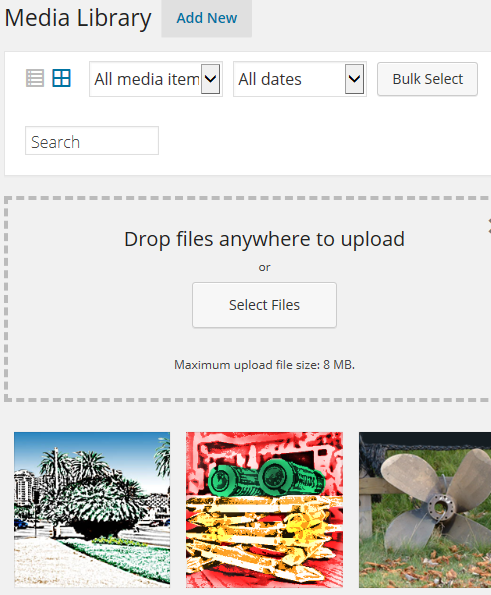 Media Library Add New
All media item All dates Bulk Select
Search
Drop files anywhere to upload
or
Select Files
Maximum upload file size: 8 MB.